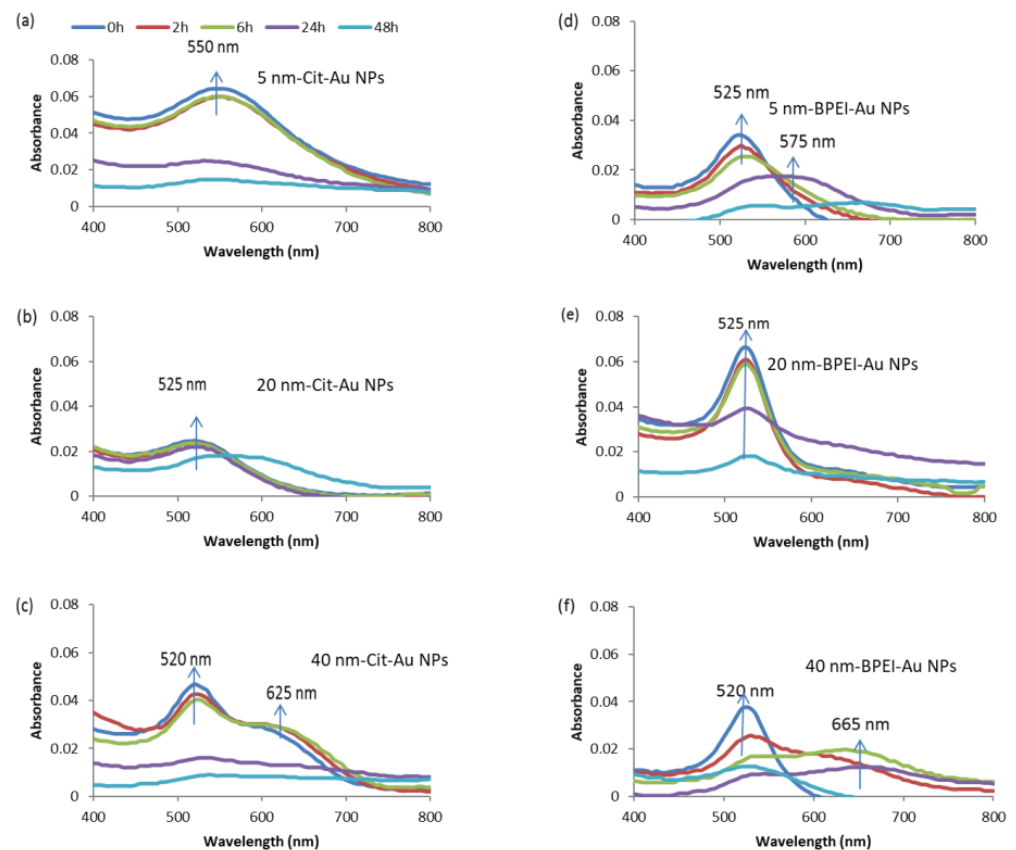 (a)
0h 2h 6h 24h 48h
550 nm
5 nm-Cit-Au NPs
0.08
0.06
0.04
0.02
0
Absorbance
400 500 600 700 800
Wavelength (nm)
(b)
525 nm
20 nm-Cit-Au NPs
0.08
0.06
0.04
0.02
0
Absorbance
400 500 600 700 800
Wavelength (nm)
(c)
520 nm
40 nm-Cit-Au NPs
625 nm
0.08
0.06
0.04
0.02
0
Absorbance
400 500 600 700 800
Wavelength (nm)
(d)
525 nm
5 nm-BPEI-Au NPs
575 nm
0.08
0.06
0.04
0.02
0
Absorbance
400 500 600 700 800
Wavelength (nm)
(e)
525 nm
20 nm-BPEI-Au NPs
0.08
0.06
0.04
0.02
0
Absorbance
400 500 600 700 800
Wavelength (nm)
(f)
40 nm-BPEI-Au NPs
520 nm
665 nm
0.08
0.06
0.04
0.02
0
Absorbance
400 500 600 700 800
Wavelength (nm)